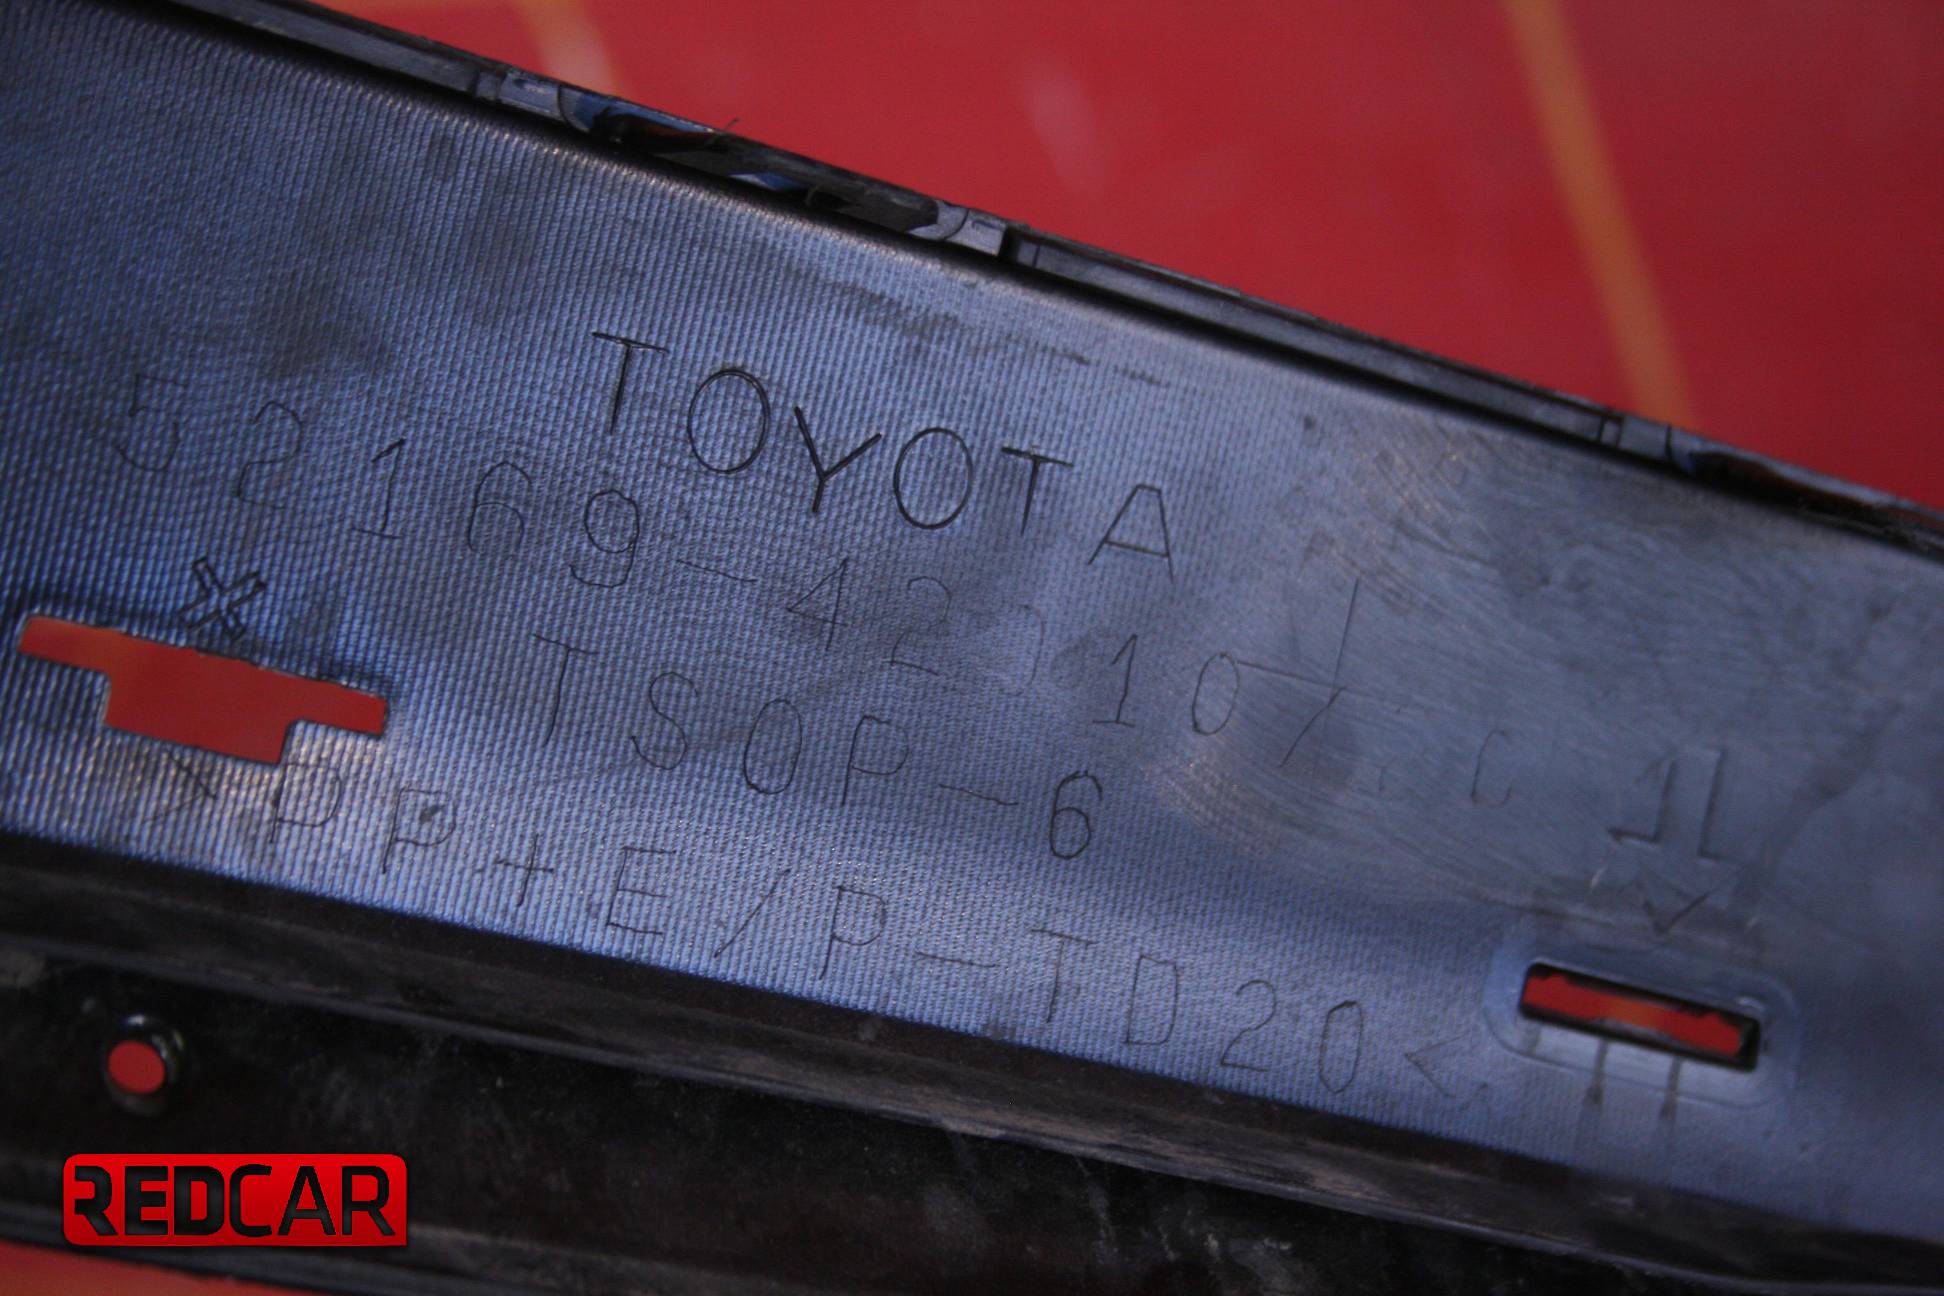 TOYOTA
52169-42010/
TSOP-6
>PP+E/P-TD20<
REDCAR